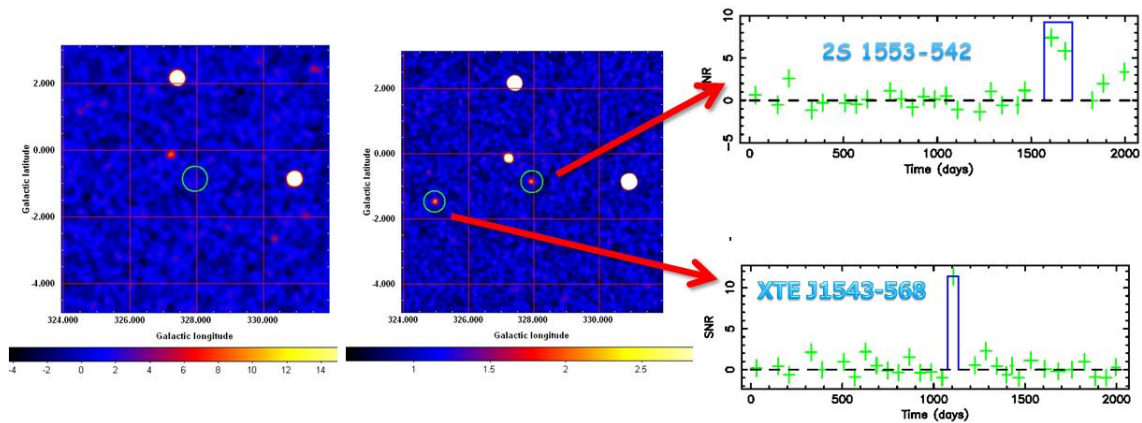 2.000
0.000
-2.000
-4.000
Galactic latitude
324.000 326.000 328.000 330.000
Galactic longitude
-4 -2 0 2 4 6 8 10 12 14
2.000
0.000
-2.000
-4.000
Galactic latitude
324.000 326.000 328.000 330.000
Galactic longitude
1 1.5 2 2.5
2S 1553-542
10
5
0
−5
NR
0 500 1000 1500 2000
Time (days)
XTE J1543-568
10
5
0
SNR
0 500 1000 1500 2000
Time (days)